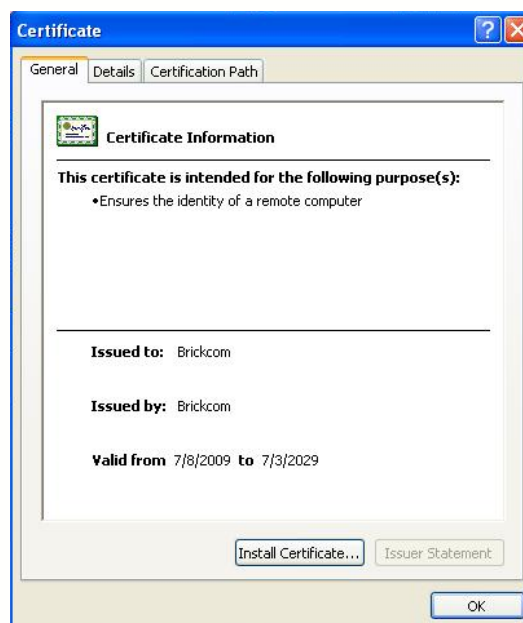 Certificate
General Details Certification Path
Certificate Information
This certificate is intended for the following purpose(s):
•Ensures the identity of a remote computer
Issued to: Brickcom
Issued by: Brickcom
Valid from 7/8/2009 to 7/3/2029
Install Certificate... Issuer Statement
OK